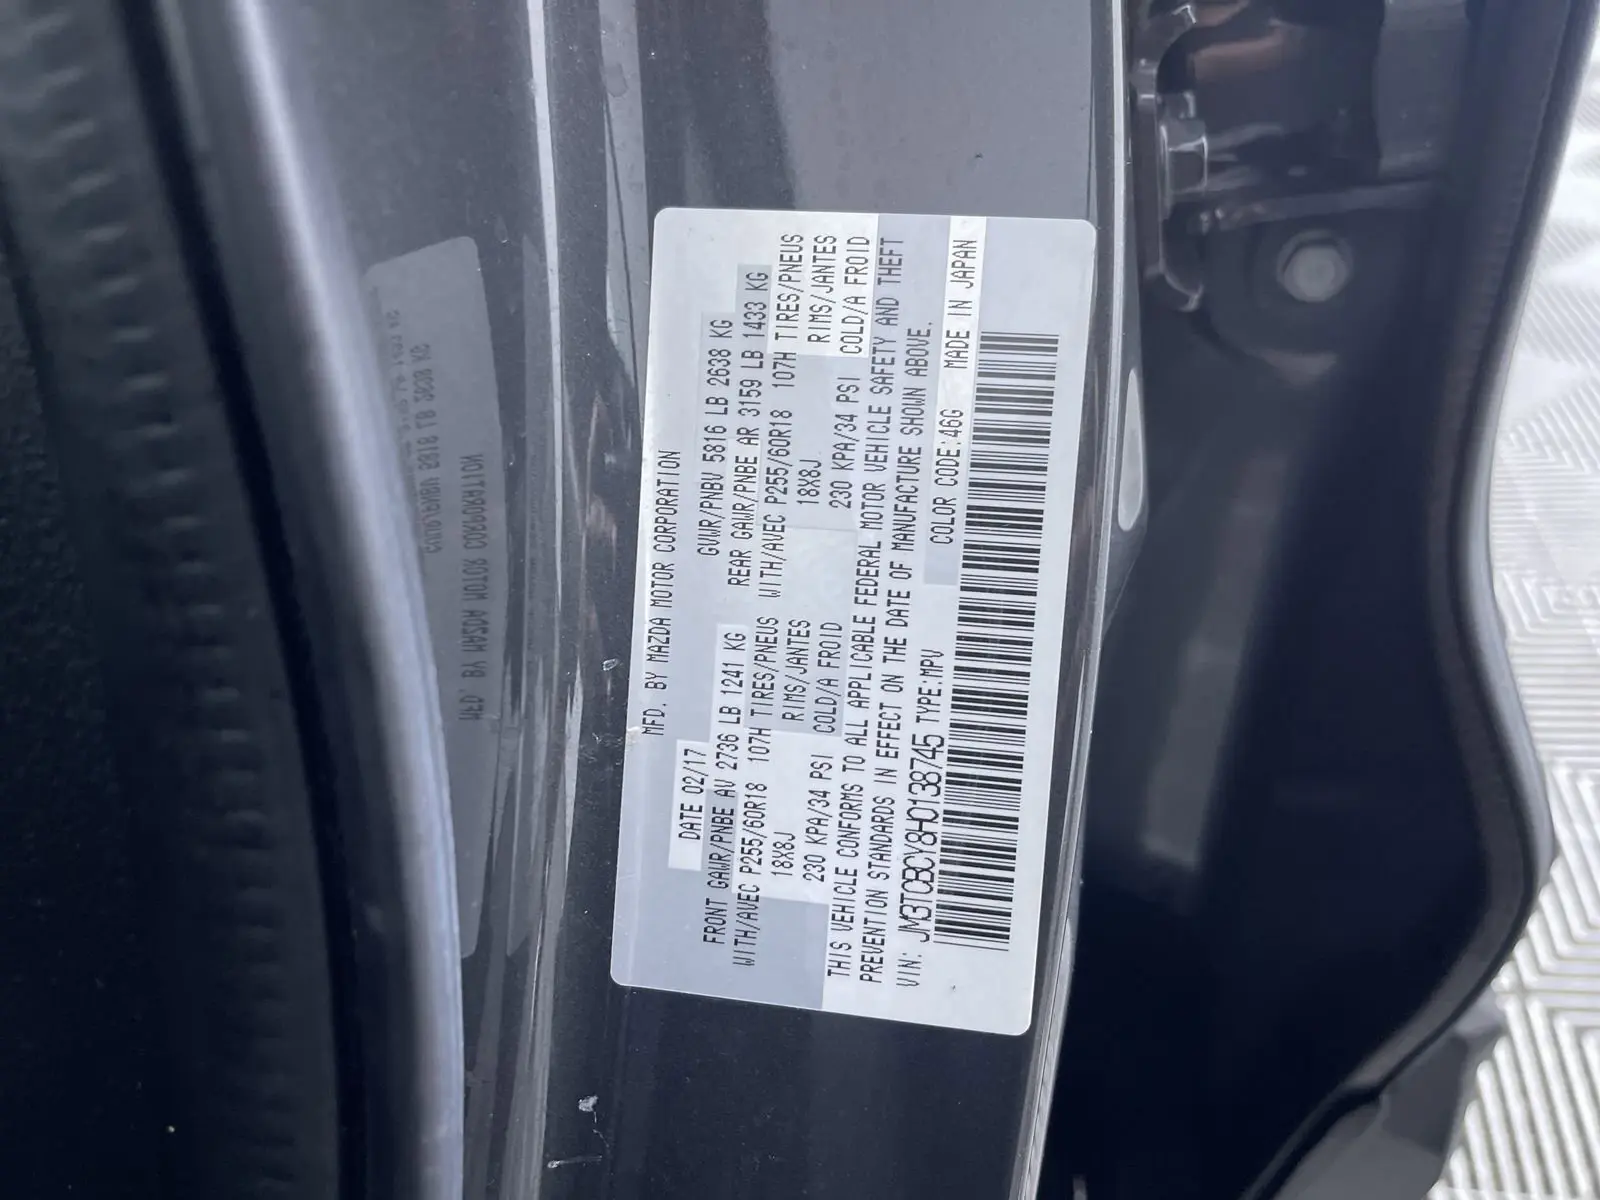 MFD. BY MAZDA MOTOR CORPORATION
DATE 02/17 GVWR/PNBV 5816 LB 2638 KG
FRONT GAWR/PNBE AV 2736 LB 1241 KG REAR GAWR/PNBE AR 3159 LB 1433 KG
WITH/AVEC P255/60R18 107H TIRES/PNEUS WITH/AVEC P255/60R18 107H TIRES/PNEUS
18X8J RIMS/JANTES 18X8J RIMS/JANTES
230 KPA/34 PSI COLD/A FROID 230 KPA/34 PSI COLD/A FROID
THIS VEHICLE CONFORMS TO ALL APPLICABLE FEDERAL MOTOR VEHICLE SAFETY AND THEFT
PREVENTION STANDARDS IN EFFECT ON THE DATE OF MANUFACTURE SHOWN ABOVE.
VIN: JM3TCBCY8H0138745 TYPE:MPV COLOR CODE:46G MADE IN JAPAN